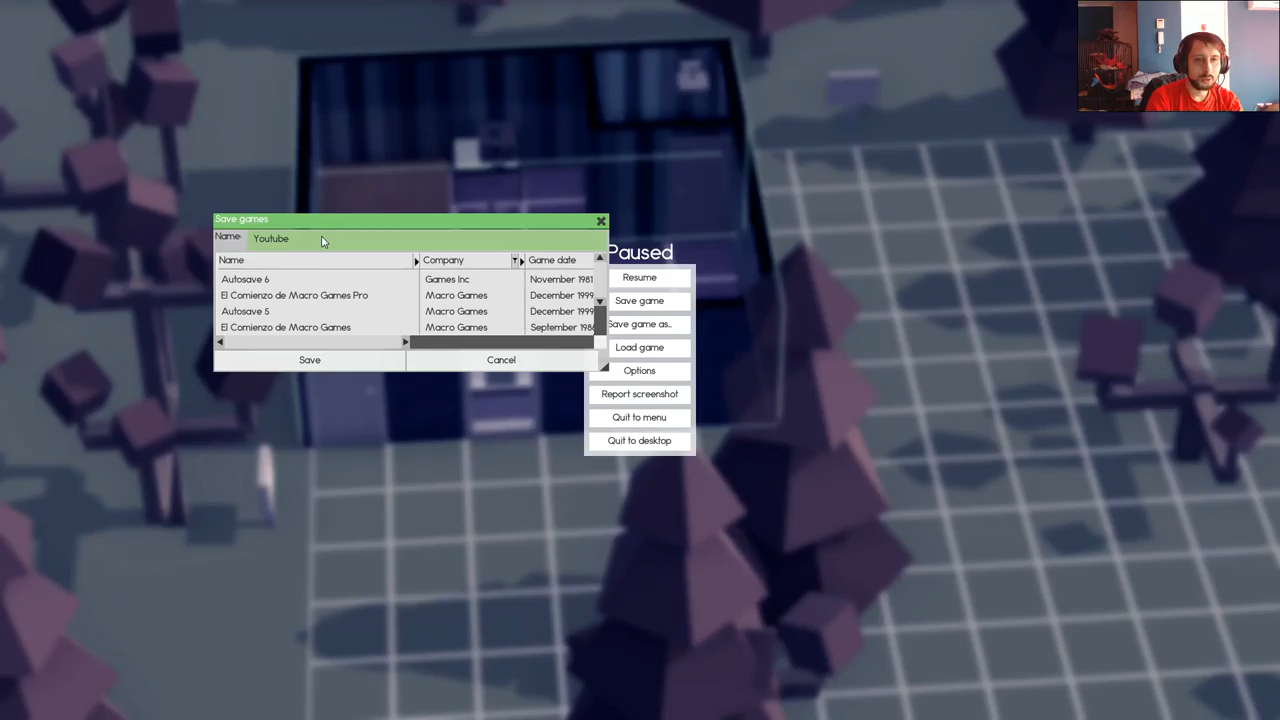 Save games
Name: Youtube
Name Company Game date
Autosave 6 Games Inc November 1981
El Comienzo de Macro Games Pro Macro Games December 1999
Autosave 5 Macro Games December 1999
El Comienzo de Macro Games Macro Games September 198
Save Cancel
Paused
Resume
Save game
Save game as..
Load game
Options
Report screenshot
Quit to menu
Quit to desktop